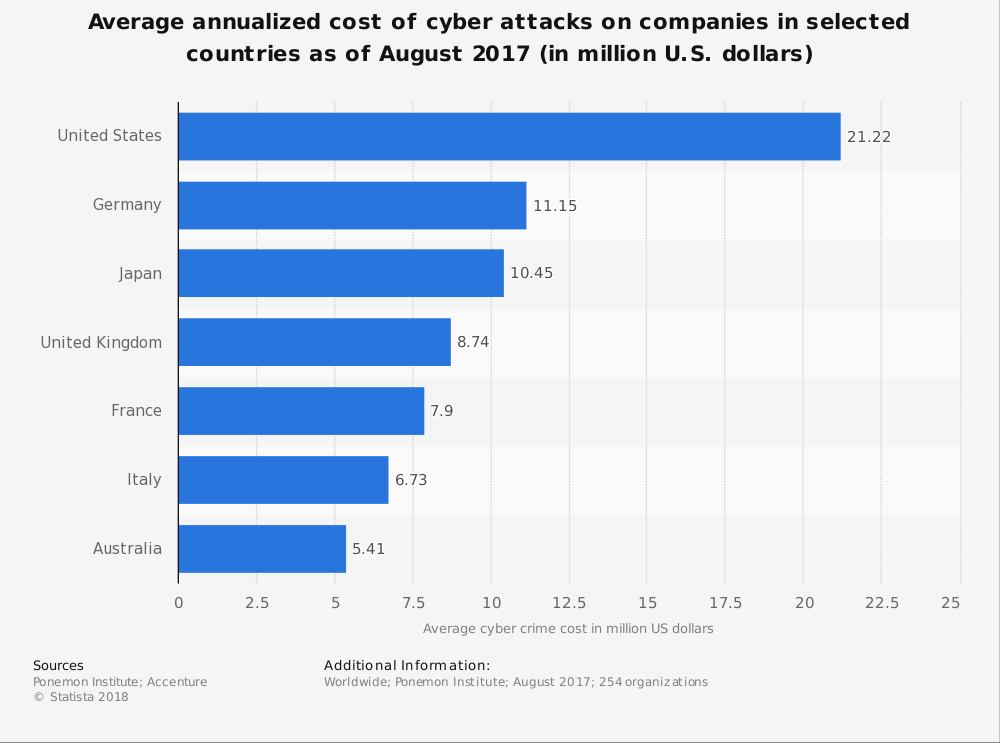 Average annualized cost of cyber attacks on companies in selected
countries as of August 2017 (in million U.S. dollars)
United States 21.22
Germany 11.15
Japan 10.45
United Kingdom 8.74
France 7.9
Italy 6.73
Australia 5.41
0 2.5 5 7.5 10 12.5 15 17.5 20 22.5 25
Average cyber crime cost in million US dollars
Sources
Ponemon Institute; Accenture
© Statista 2018
Additional Information:
Worldwide; Ponemon Institute; August 2017; 254 organizations